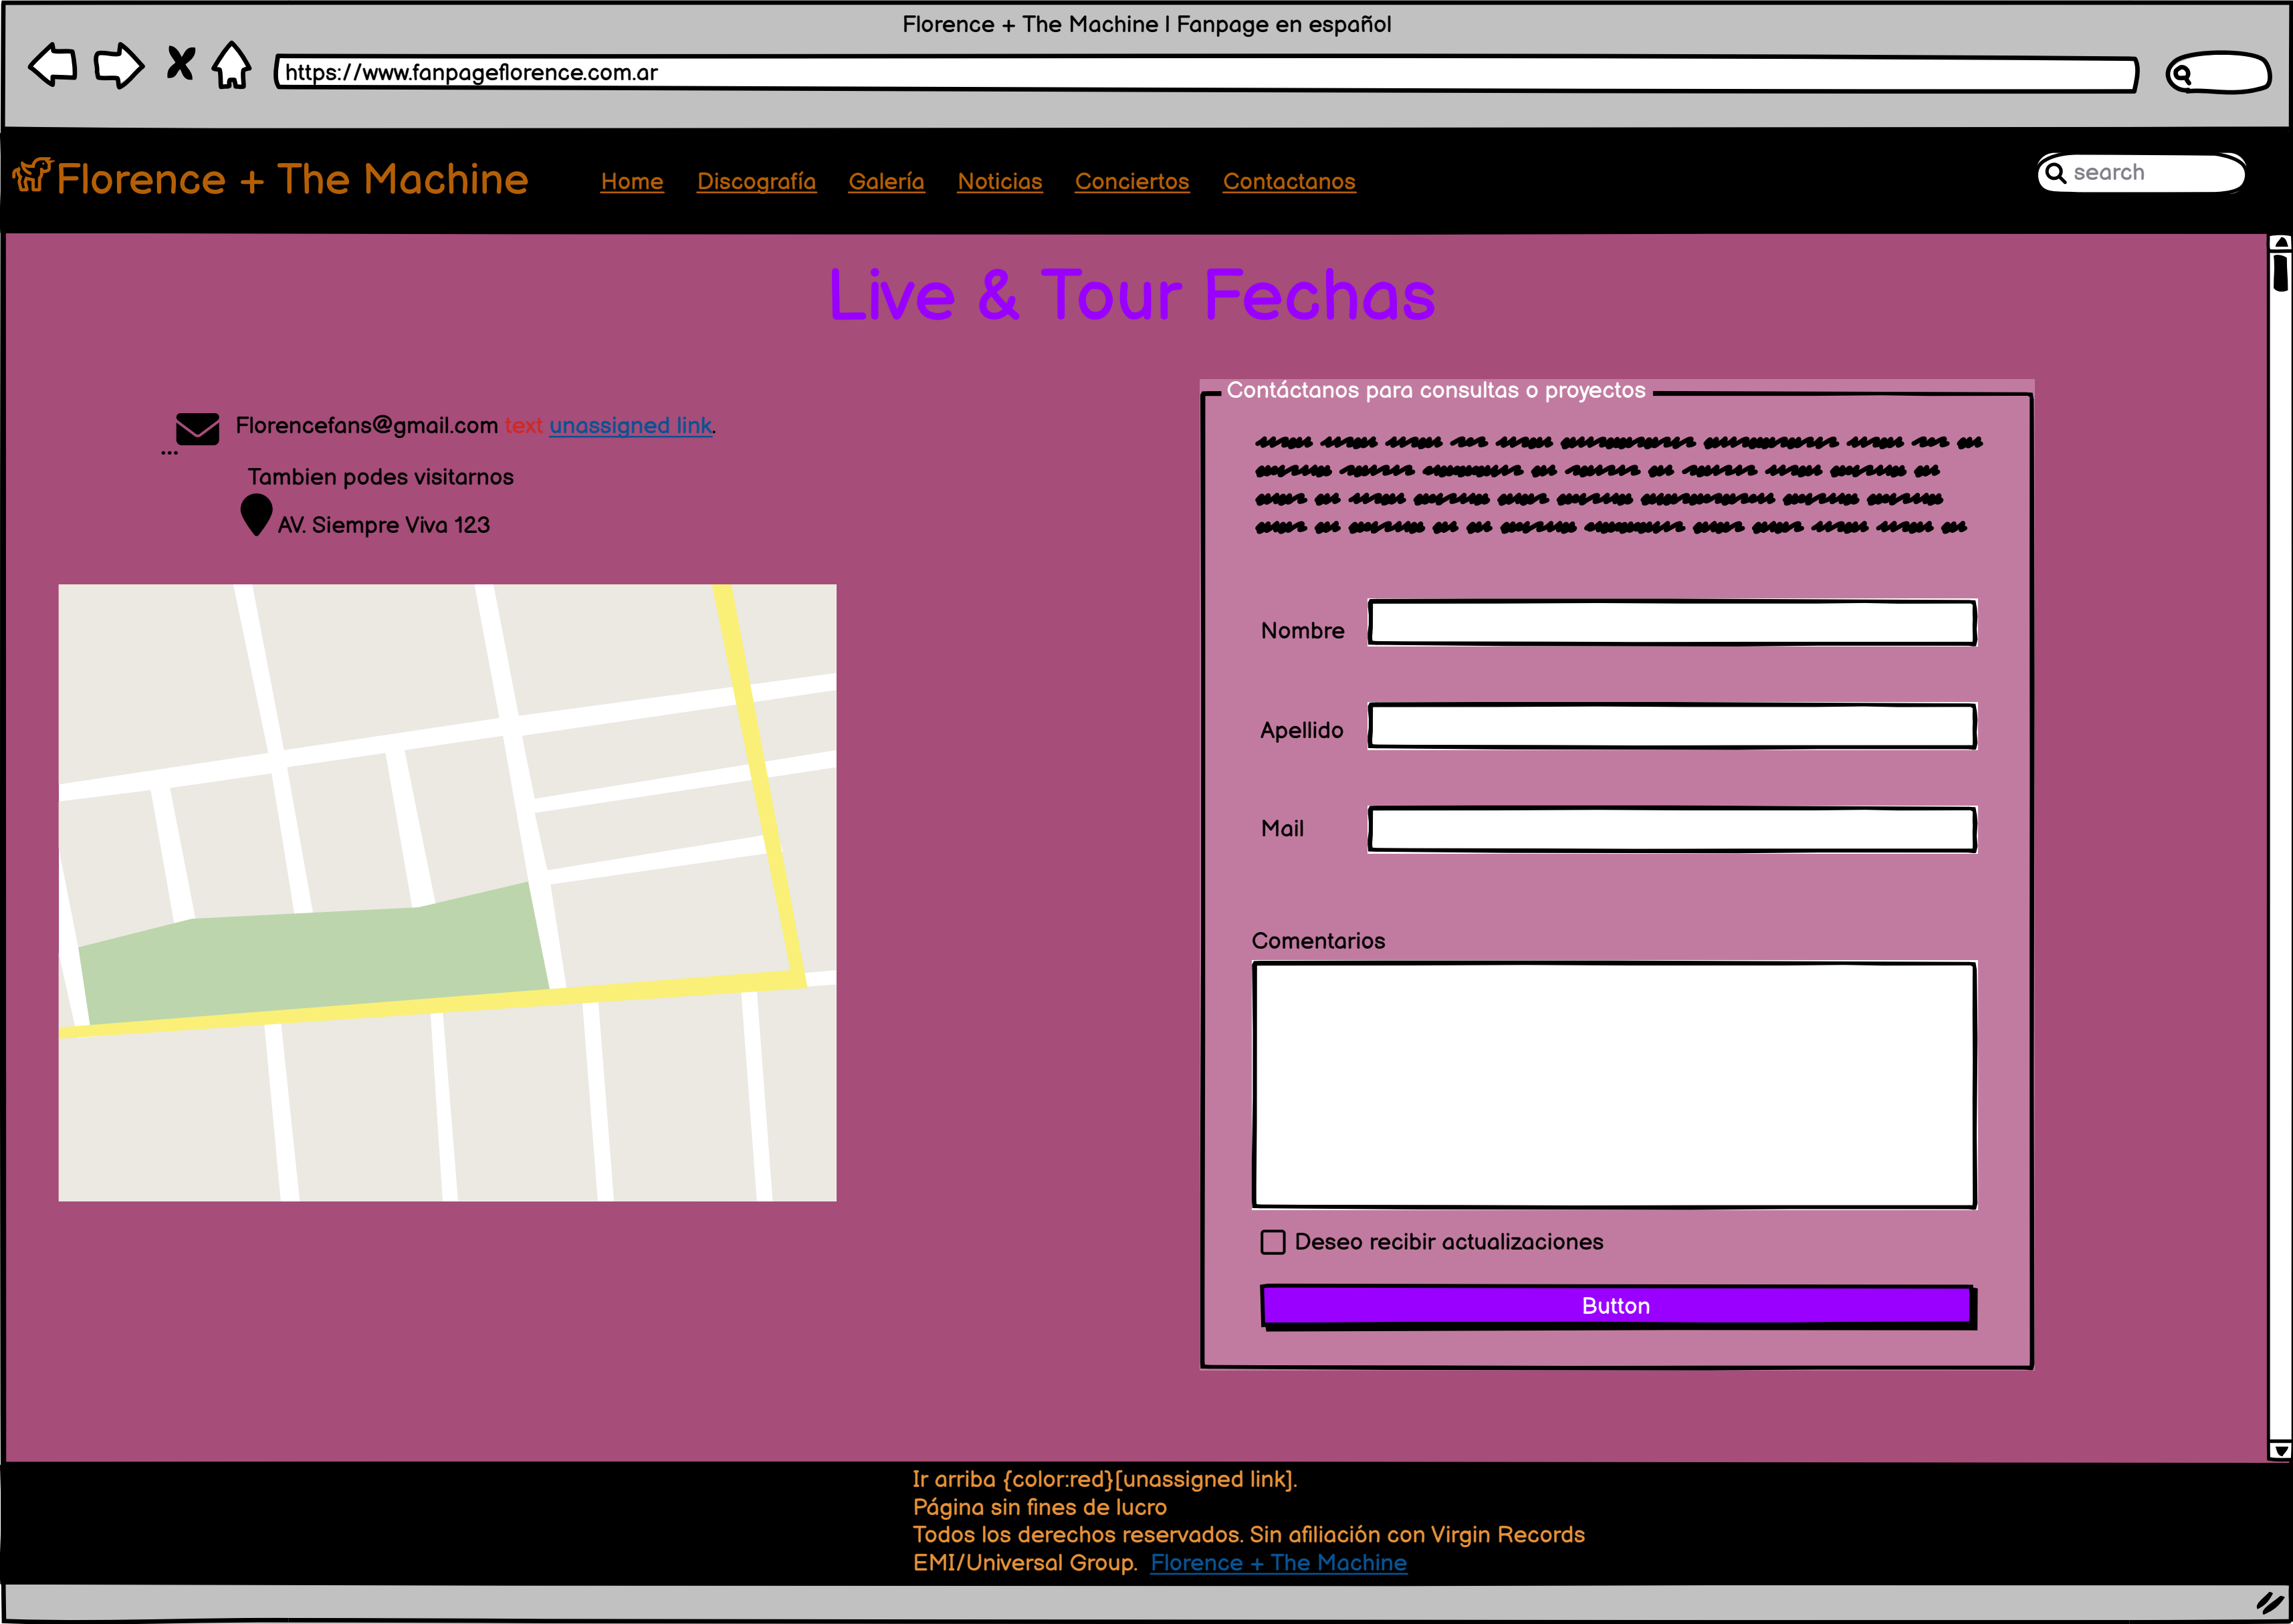 Florence + The Machine | Fanpage en español
https://www.fanpageflorence.com.ar
Florence + The Machine
Home Discografía Galería Noticias Conciertos Contactanos
search
Live & Tour Fechas
Florencefans@gmail.com text unassigned link.
...
Tambien podes visitarnos
AV. Siempre Viva 123
Contáctanos para consultas o proyectos
Nombre
Apellido
Mail
Comentarios
Deseo recibir actualizaciones
Button
Ir arriba {color:red}[unassigned link].
Página sin fines de lucro
Todos los derechos reservados. Sin afiliación con Virgin Records
EMI/Universal Group. Florence + The Machine